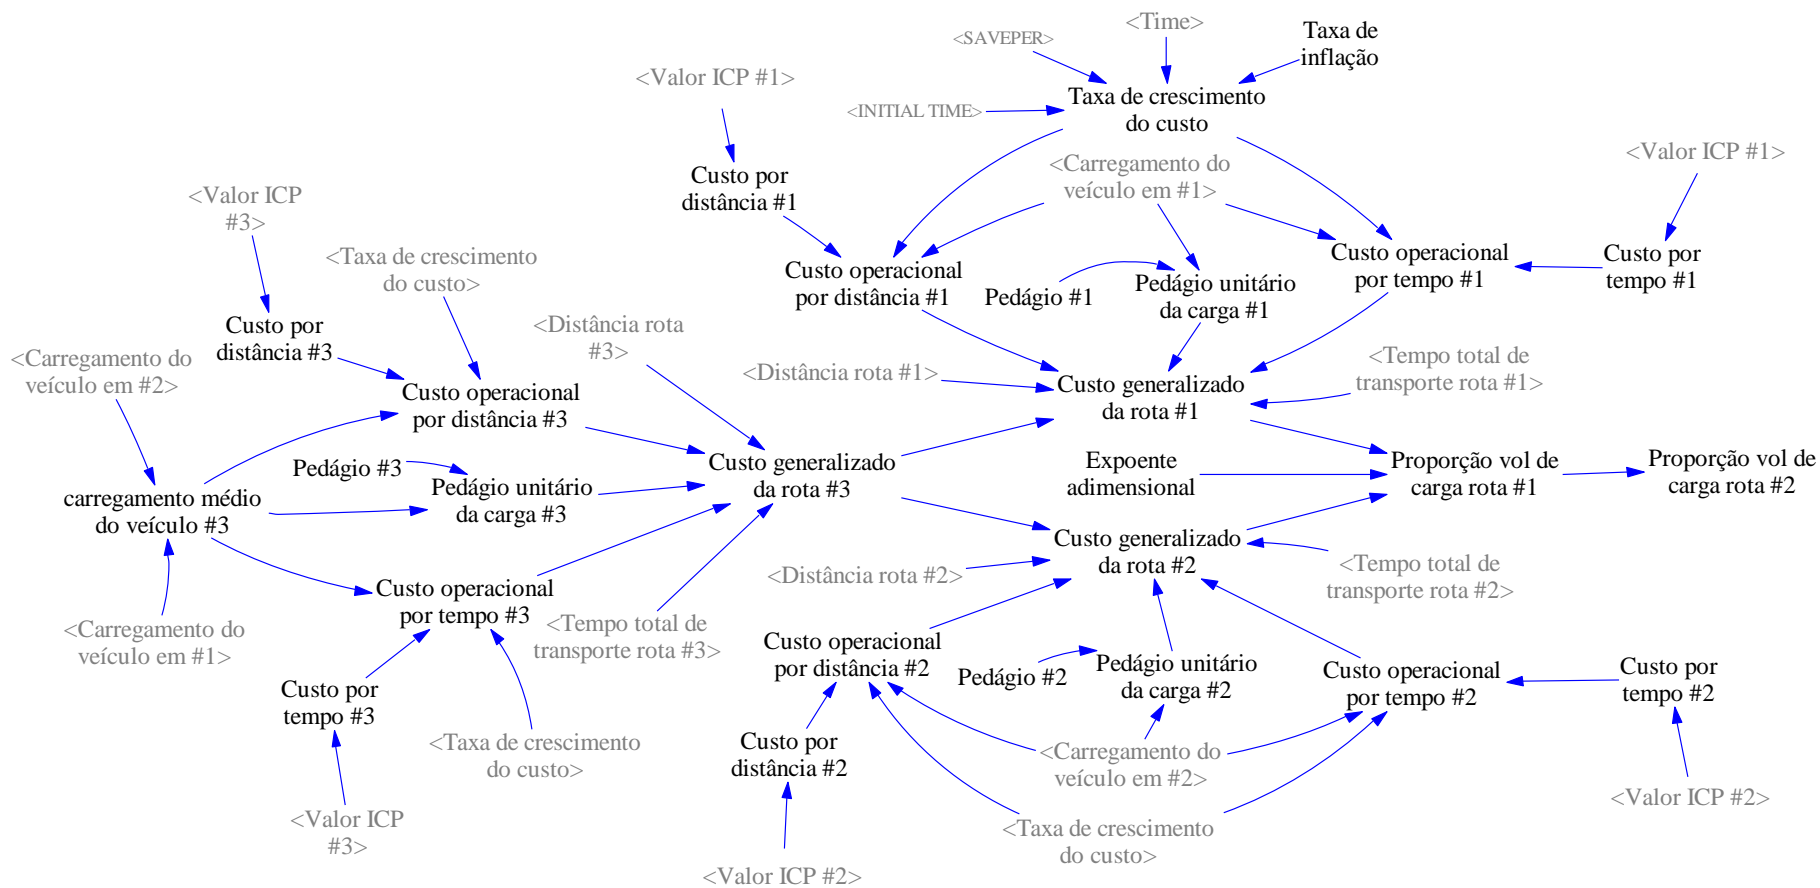 <Time>
Taxa de
inflação
<SAVEPER>
<Valor ICP #1>
Taxa de crescimento
do custo
<INITIAL TIME>
<Carregamento do
veículo em #1>
<Valor ICP #1>
Custo por
distância #1
<Valor ICP
#3>
<Taxa de crescimento
do custo>
Custo operacional
por distância #1
Pedágio #1
Pedágio unitário
da carga #1
Custo operacional
por tempo #1
Custo por
tempo #1
Custo por
distância #3
<Distância rota
#3>
<Carregamento do
veículo em #2>
<Distância rota #1>
Custo generalizado
da rota #1
<Tempo total de
transporte rota #1>
Custo operacional
por distância #3
Pedágio #3
Custo generalizado
da rota #3
Expoente
adimensional
Proporção vol de
carga rota #1
Proporção vol de
carga rota #2
carregamento médio
do veículo #3
Pedágio unitário
da carga #3
Custo generalizado
da rota #2
<Distância rota #2>
<Tempo total de
transporte rota #2>
Custo operacional
por tempo #3
<Carregamento do
veículo em #1>
<Tempo total de
transporte rota #3>
Custo operacional
por distância #2
Pedágio #2
Pedágio unitário
da carga #2
Custo operacional
por tempo #2
Custo por
tempo #2
Custo por
tempo #3
<Taxa de crescimento
do custo>
Custo por
distância #2
<Carregamento do
veículo em #2>
<Valor ICP #2>
<Valor ICP
#3>
<Taxa de crescimento
do custo>
<Valor ICP #2>